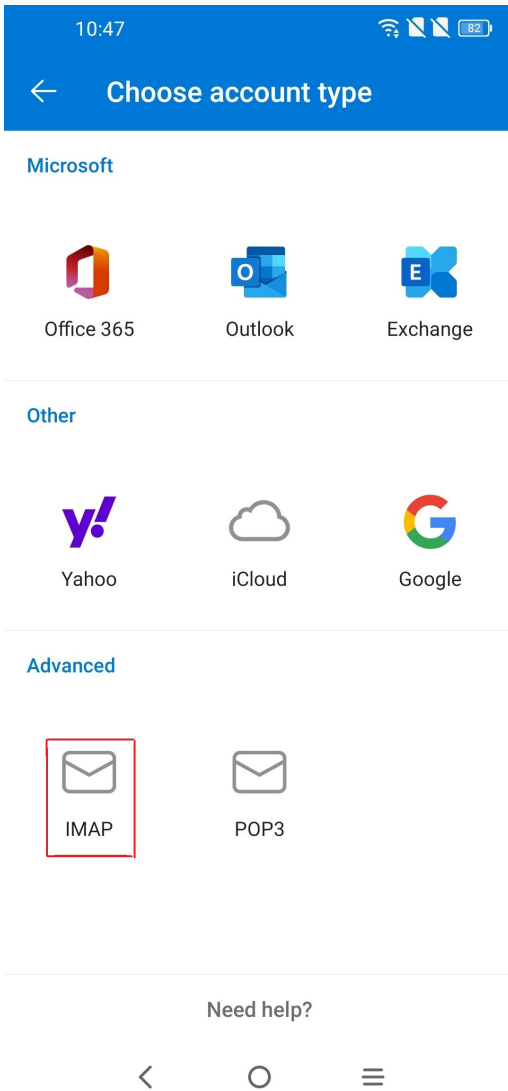 10:47
82
Choose account type
Microsoft
Office 365
Outlook
Exchange
Other
Yahoo
iCloud
Google
Advanced
IMAP
POP3
Need help?